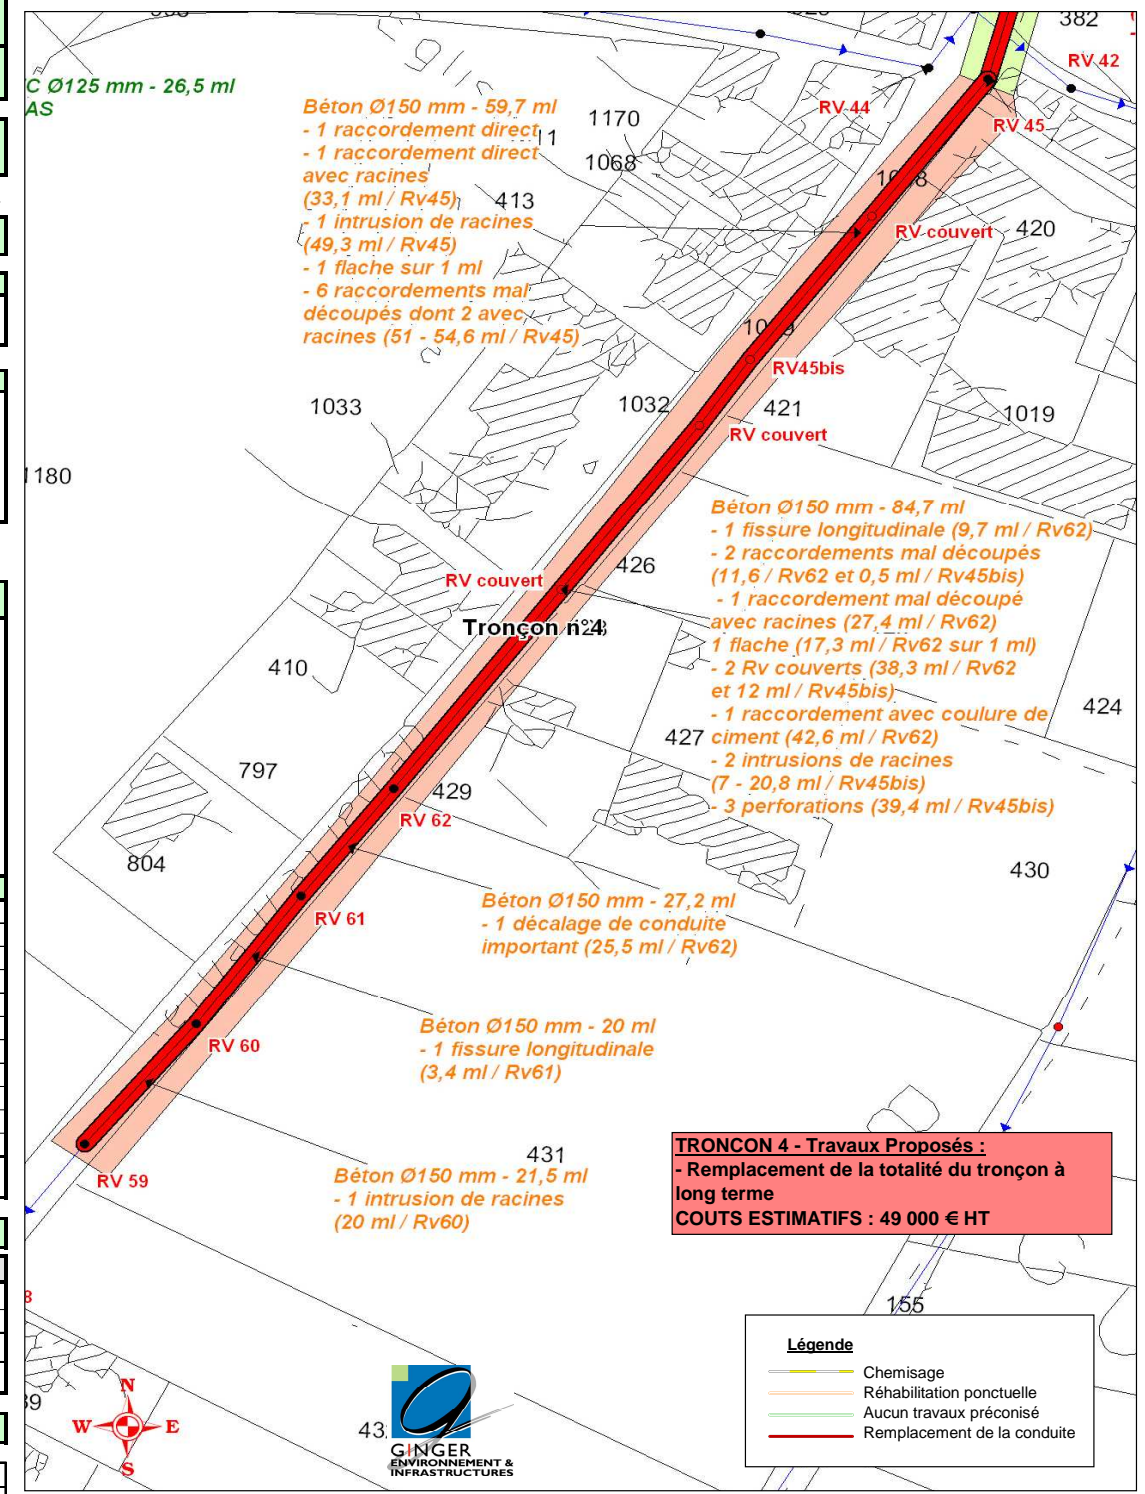 382
RV 42
C Ø125 mm - 26,5 ml
AS
Béton Ø150 mm - 59,7 ml
- 1 raccordement direct
- 1 raccordement direct
avec racines
(33,1 ml / Rv45)
- 1 intrusion de racines
(49,3 ml / Rv45)
- 1 flache sur 1 ml
- 6 raccordements mal
découpés dont 2 avec
racines (51 - 54,6 ml / Rv45)
1170
1068
413
RV 44
RV 45
RV couvert
420
RV45bis
1033
1032
421
1019
RV couvert
1180
Béton Ø150 mm - 84,7 ml
- 1 fissure longitudinale (9,7 ml / Rv62)
- 2 raccordements mal découpés
(11,6 / Rv62 et 0,5 ml / Rv45bis)
- 1 raccordement mal découpé
avec racines (27,4 ml / Rv62)
1 flache (17,3 ml / Rv62 sur 1 ml)
- 2 Rv couverts (38,3 ml / Rv62
et 12 ml / Rv45bis)
- 1 raccordement avec coulure de
ciment (42,6 ml / Rv62)
- 2 intrusions de racines
(7 - 20,8 ml / Rv45bis)
- 3 perforations (39,4 ml / Rv45bis)
426
RV couvert
Tronçon n°4
410
424
427
797
429
RV 62
804
430
Béton Ø150 mm - 27,2 ml
- 1 décalage de conduite
important (25,5 ml / Rv62)
RV 61
Béton Ø150 mm - 20 ml
- 1 fissure longitudinale
(3,4 ml / Rv61)
RV 60
431
Béton Ø150 mm - 21,5 ml
- 1 intrusion de racines
(20 ml / Rv60)
RV 59
TRONCON 4 - Travaux Proposés :
- Remplacement de la totalité du tronçon à
long terme
COUTS ESTIMATIFS : 49 000 € HT
155
Légende
Chemisage
Réhabilitation ponctuelle
Aucun travaux préconisé
Remplacement de la conduite
N
W
E
S
GINGER
ENVIRONNEMENT &
INFRASTRUCTURES